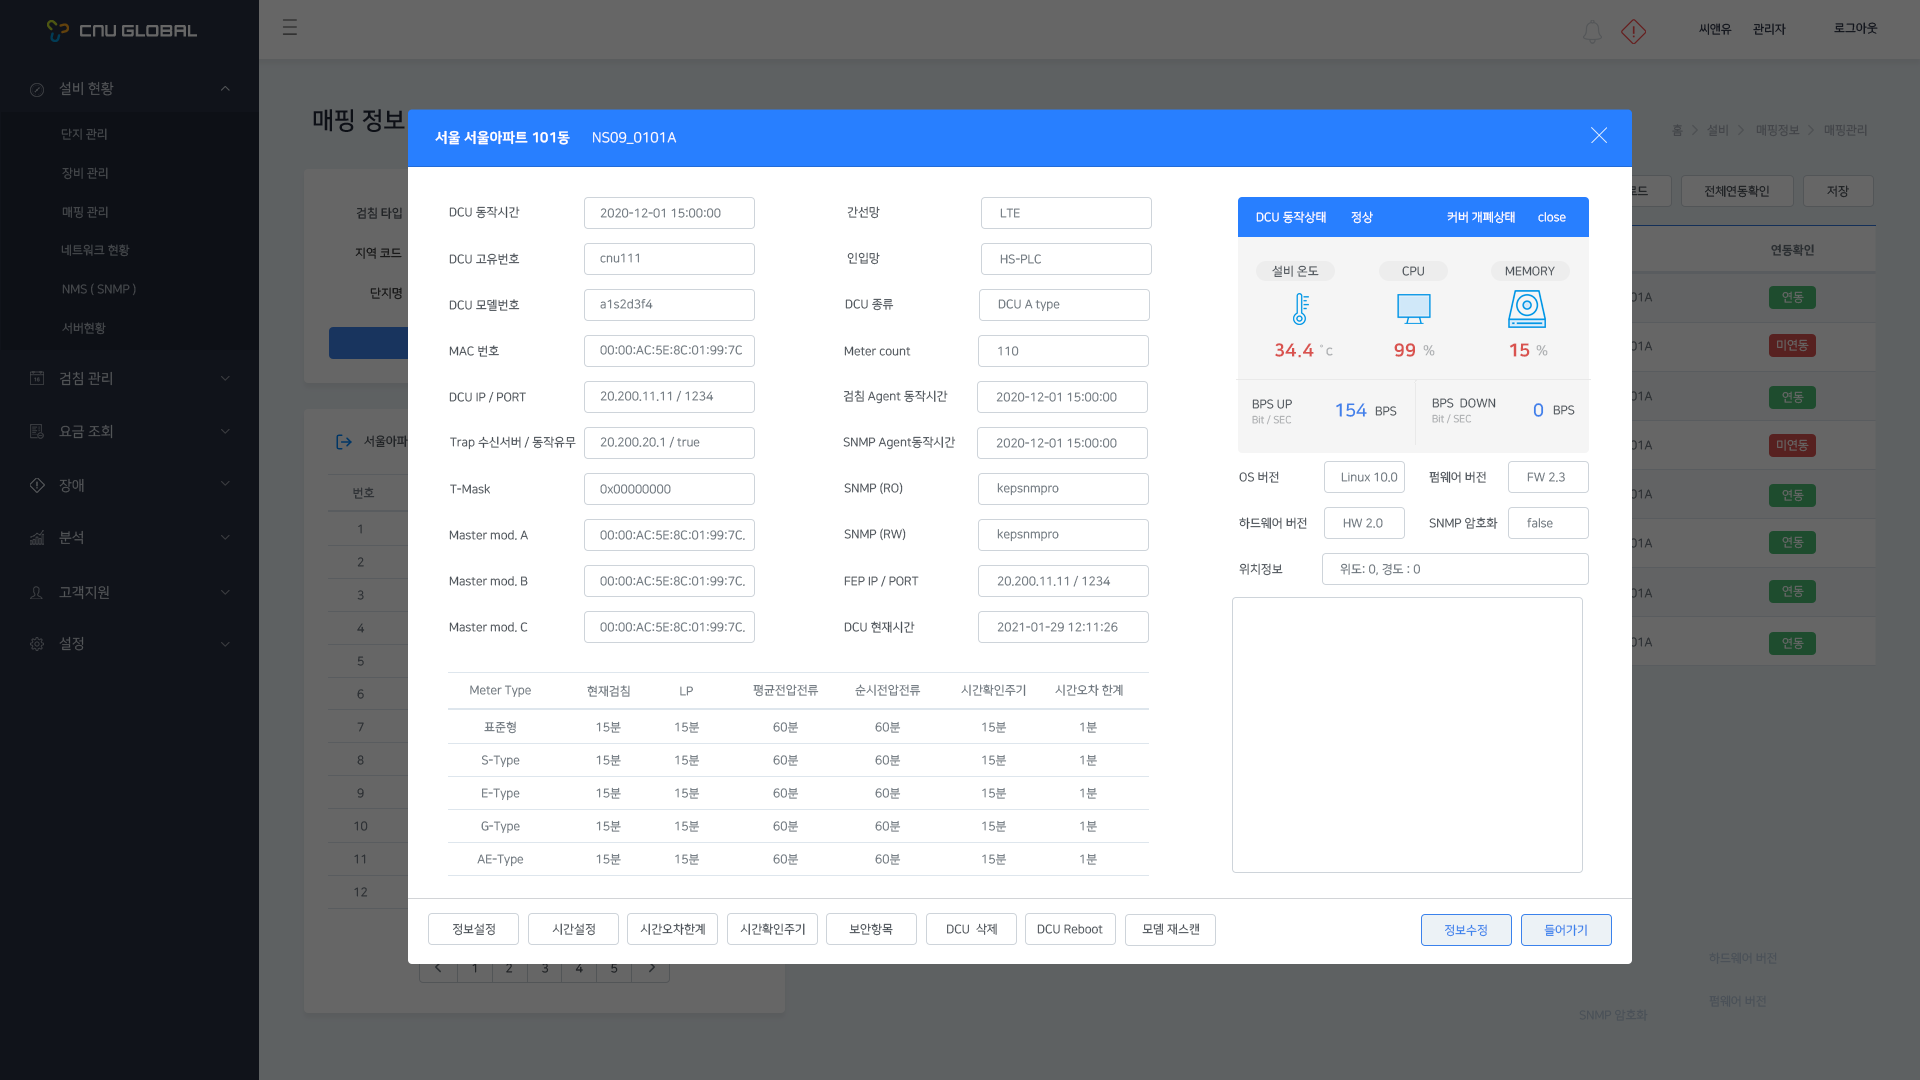 CNU GLOBAL
씨앤유 관리자 로그아웃
설비 현황
단지 관리
장비 관리
매핑 관리
네트워크 현황
NMS ( SNMP )
서버현황
검침 관리
요금 조회
장애
분석
고객지원
설정
매핑 정보
홈 > 설비 > 매핑정보 > 매핑관리
검침 타입
지역 코드
단지명
로드 전체연동확인 저장
서울아파
번호
1
2
3
4
5
6
7
8
9
10
11
12
연동확인
01A 연동
01A 미연동
01A 연동
01A 미연동
01A 연동
01A 연동
01A 연동
01A 연동
서울 서울아파트 101동 NS09_0101A
DCU 동작시간 2020-12-01 15:00:00
DCU 고유번호 cnu111
DCU 모델번호 a1s2d3f4
MAC 번호 00:00:AC:5E:8C:01:99:7C
DCU IP / PORT 20.200.11.11 / 1234
Trap 수신서버 / 동작유무 20.200.20.1 / true
T-Mask 0x00000000
Master mod. A 00:00:AC:5E:8C:01:99:7C.
Master mod. B 00:00:AC:5E:8C:01:99:7C.
Master mod. C 00:00:AC:5E:8C:01:99:7C.
간선망 LTE
인입망 HS-PLC
DCU 종류 DCU A type
Meter count 110
검침 Agent 동작시간 2020-12-01 15:00:00
SNMP Agent동작시간 2020-12-01 15:00:00
SNMP (RO) kepsnmpro
SNMP (RW) kepsnmpro
FEP IP / PORT 20.200.11.11 / 1234
DCU 현재시간 2021-01-29 12:11:26
DCU 동작상태 정상 커버 개폐상태 close
설비 온도 CPU MEMORY
34.4 °C 99 % 15 %
BPS UP 154 BPS BPS DOWN 0 BPS
Bit / SEC Bit / SEC
OS 버전 Linux 10.0 펌웨어 버전 FW 2.3
하드웨어 버전 HW 2.0 SNMP 암호화 false
위치정보 위도: 0, 경도 : 0
Meter Type 현재검침 LP 평균전압전류 순시전압전류 시간확인주기 시간오차 한계
표준형 15분 15분 60분 60분 15분 1분
S-Type 15분 15분 60분 60분 15분 1분
E-Type 15분 15분 60분 60분 15분 1분
G-Type 15분 15분 60분 60분 15분 1분
AE-Type 15분 15분 60분 60분 15분 1분
정보설정 시간설정 시간오차한계 시간확인주기 보안항목 DCU 삭제 DCU Reboot 모뎀 재스캔 정보수정 들어가기
< 1 2 3 4 5 >
하드웨어 버전
펌웨어 버전
SNMP 암호화